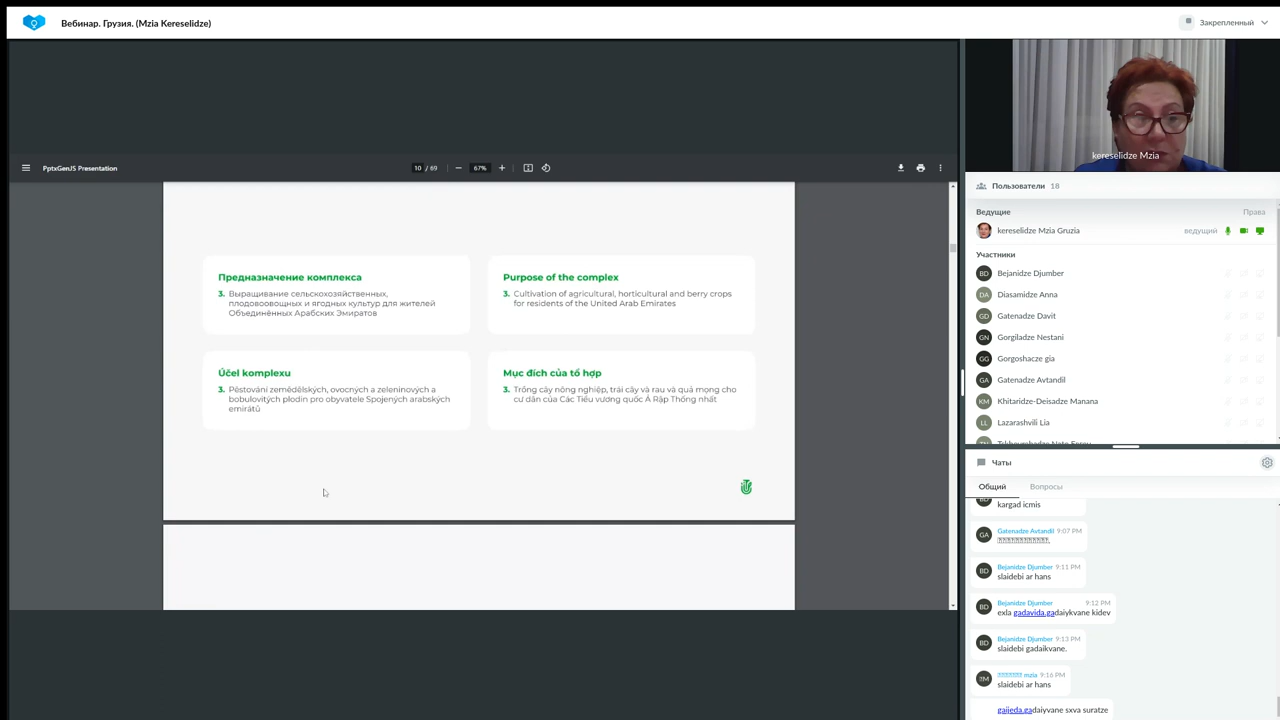 Вебинар. Грузия. (Mzia Kereselidze)
Закрепленный
PptxGenJS Presentation
10 / 69
67%
Предназначение комплекса
3. Выращивание сельскохозяйственных,
плодовоовощных и ягодных культур для жителей
Объединённых Арабских Эмиратов
Purpose of the complex
3. Cultivation of agricultural, horticultural and berry crops
for residents of the United Arab Emirates
Účel komplexu
3. Pěstování zemědělských, ovocných a zeleninových a
bobulovitých plodin pro obyvatele Spojených arabských
emirátů
Mục đích của tổ hợp
3. Trồng cây nông nghiệp, trái cây và rau và quả mọng cho
cư dân của Các Tiểu vương quốc Ả Rập Thống nhất
kereselidze Mzia
Пользователи 18
Ведущие
Права
kereselidze Mzia Gruzia
ведущий
Участники
BD Bejanidze Djumber
DA Diasamidze Anna
GD Gatenadze Davit
GN Gorgiladze Nestani
GG Gorgoshacze gia
GA Gatenadze Avtandil
KM Khitaridze-Deisadze Manana
LL Lazarashvili Lia
Чаты
Общий
Вопросы
kargad icmis
GA Gatenadze Avtandil 9:07 PM
BD Bejanidze Djumber 9:11 PM
slaidebi ar hans
BD Bejanidze Djumber 9:12 PM
exla gadavida.gadaiykvane kidev
BD Bejanidze Djumber 9:13 PM
slaidebi gadaikvane.
mzia 9:16 PM
slaidebi ar hans
gaijeda.gadaiyvane sxva suratze